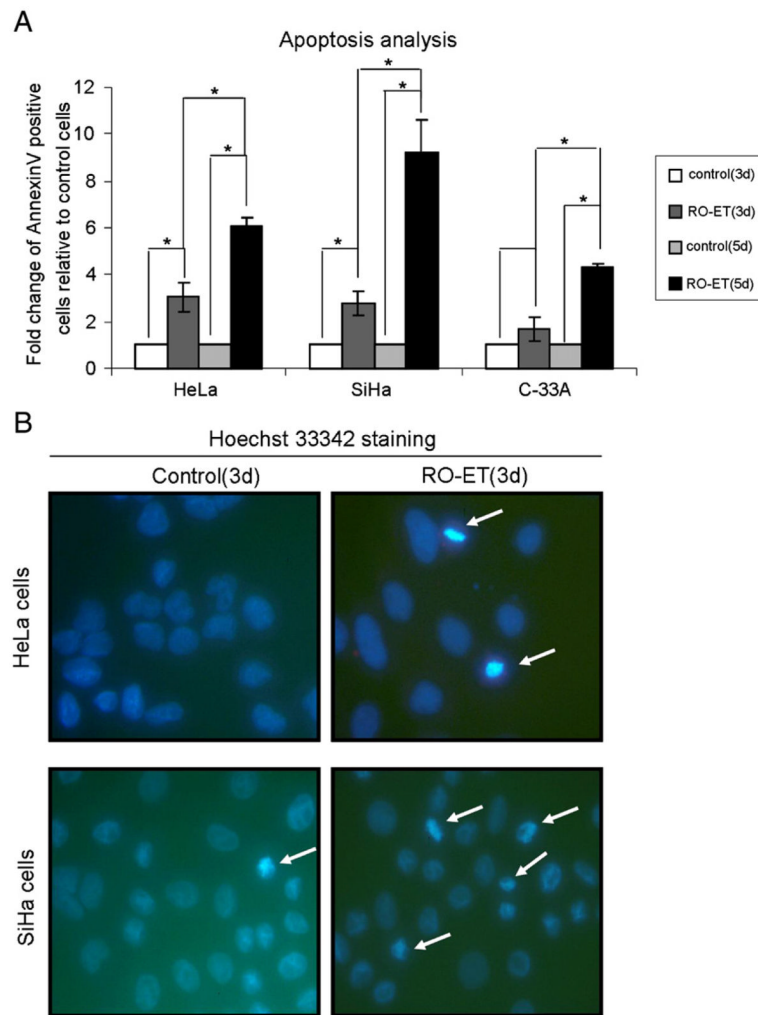 A
Apoptosis analysis
Fold change of AnnexinV positive
cells relative to control cells
12
10
8
6
4
2
0
*
*
*
*
*
*
*
*
HeLa
SiHa
C-33A
control(3d)
RO-ET(3d)
control(5d)
RO-ET(5d)
B
Hoechst 33342 staining
Control(3d)
RO-ET(3d)
HeLa cells
SiHa cells